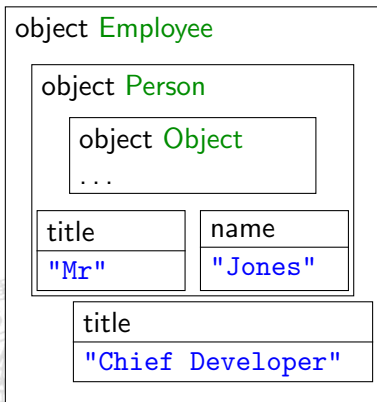 object Employee
object Person
object Object
...
title
name
"Mr"
"Jones"
title
"Chief Developer"